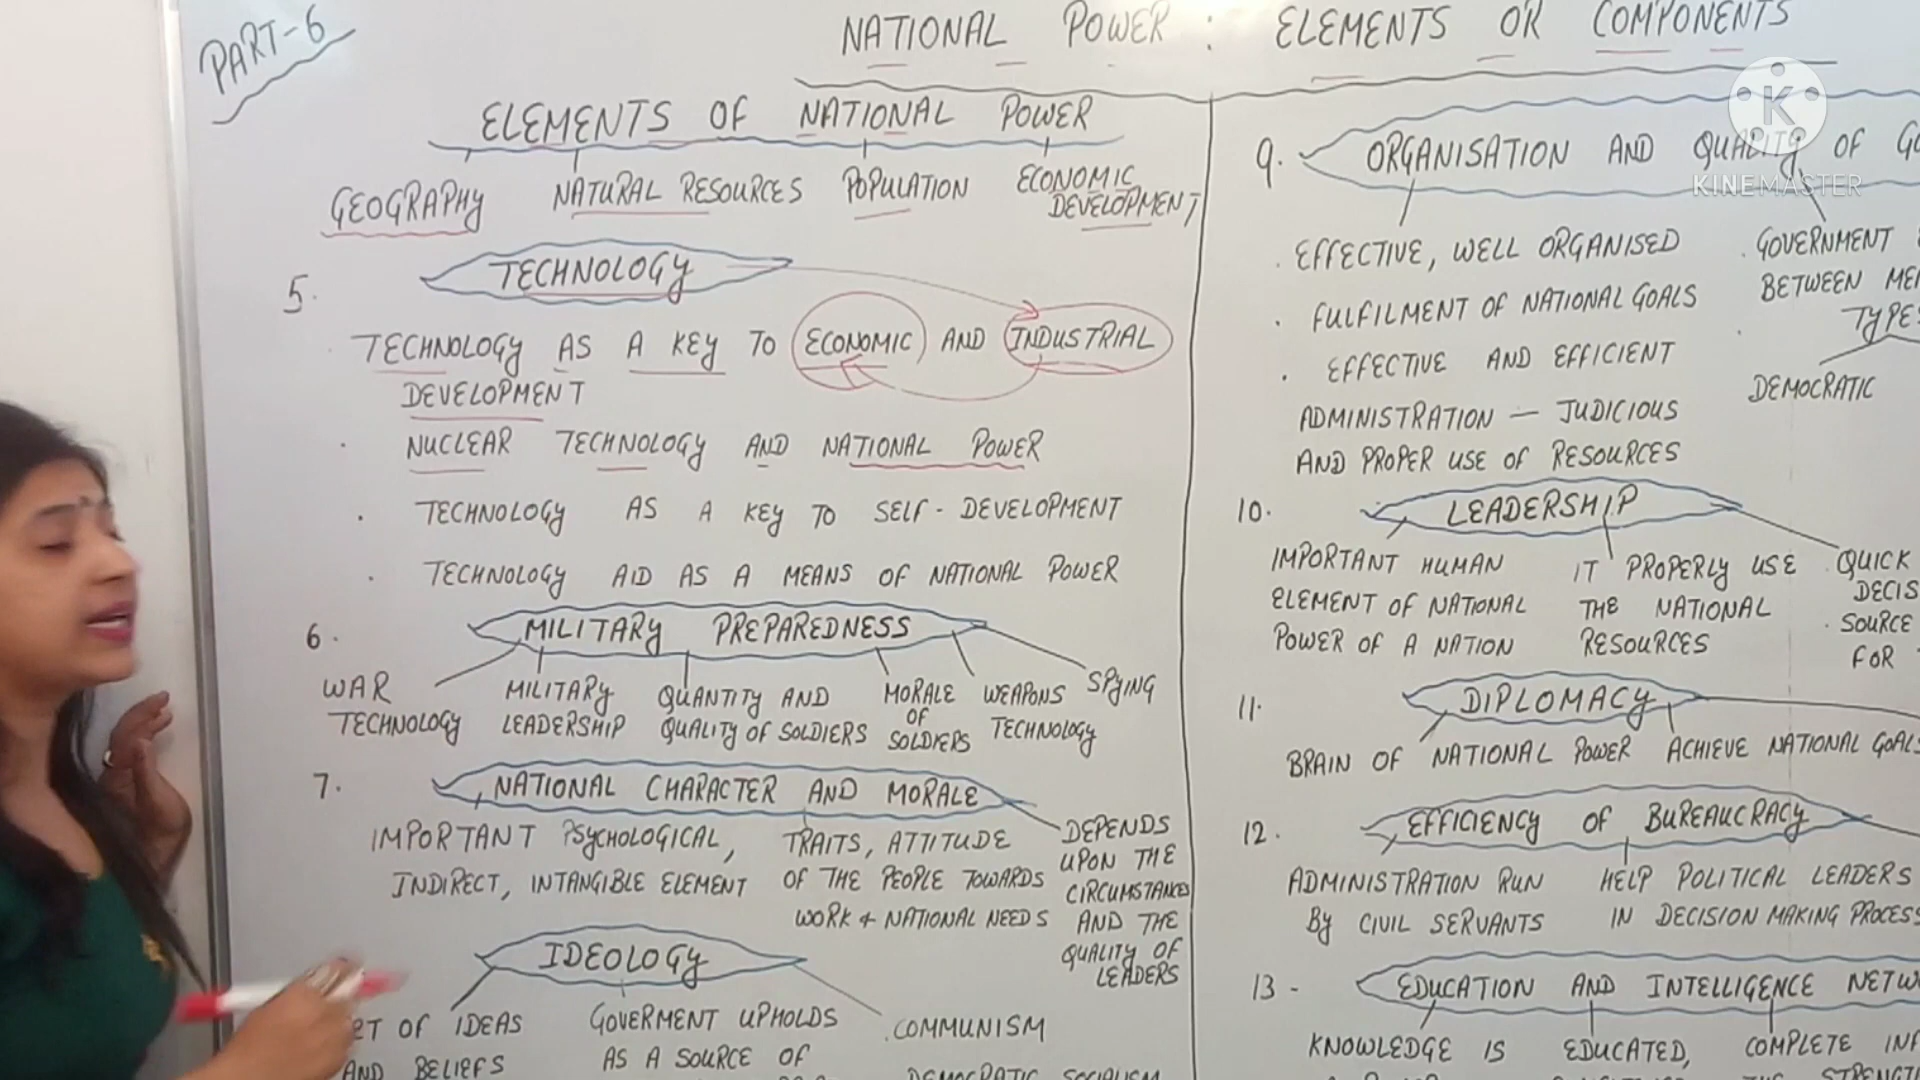 PART-6
NATIONAL POWER : ELEMENTS OR COMPONENTS
K
KINEMASTER
ELEMENTS OF NATIONAL POWER
GEOGRAPHY NATURAL RESOURCES POPULATION ECONOMIC
DEVELOPMENT
5. TECHNOLOGY
. TECHNOLOGY AS A KEY TO ECONOMIC AND INDUSTRIAL
DEVELOPMENT
. NUCLEAR TECHNOLOGY AND NATIONAL POWER
. TECHNOLOGY AS A KEY TO SELF-DEVELOPMENT
. TECHNOLOGY AID AS A MEANS OF NATIONAL POWER
6. MILITARY PREPAREDNESS
WAR
TECHNOLOGY
MILITARY
LEADERSHIP
QUANTITY AND
QUALITY OF SOLDIERS
MORALE
OF
SOLDIERS
WEAPONS
TECHNOLOGY
SPYING
7. NATIONAL CHARACTER AND MORALE
IMPORTANT PSYCHOLOGICAL,
INDIRECT, INTANGIBLE ELEMENT
TRAITS, ATTITUDE
OF THE PEOPLE TOWARDS
WORK & NATIONAL NEEDS
DEPENDS
UPON THE
CIRCUMSTANCES
AND THE
QUALITY OF
LEADERS
IDEOLOGY
OF IDEAS
AND BELIEFS
GOVERMENT UPHOLDS
AS A SOURCE OF
. COMMUNISM
DEMOCRATIC SOCIALISM
9. ORGANISATION AND QUALITY OF
. EFFECTIVE, WELL ORGANISED
. FULFILMENT OF NATIONAL GOALS
. EFFECTIVE AND EFFICIENT
ADMINISTRATION — JUDICIOUS
AND PROPER USE OF RESOURCES
. GOVERNMENT
BETWEEN
. TYPES
DEMOCRATIC
10. LEADERSHIP
IMPORTANT HUMAN
ELEMENT OF NATIONAL
POWER OF A NATION
IT PROPERLY USE
THE NATIONAL
RESOURCES
. QUICK
DECIS
. SOURCE
FOR
11. DIPLOMACY
BRAIN OF NATIONAL POWER
ACHIEVE NATIONAL GOALS
12. EFFICIENCY OF BUREAUCRACY
ADMINISTRATION RUN
BY CIVIL SERVANTS
HELP POLITICAL LEADERS
IN DECISION MAKING PROCESS
13- EDUCATION AND INTELLIGENCE NETW
KNOWLEDGE IS
EDUCATED,
COMPLETE INF